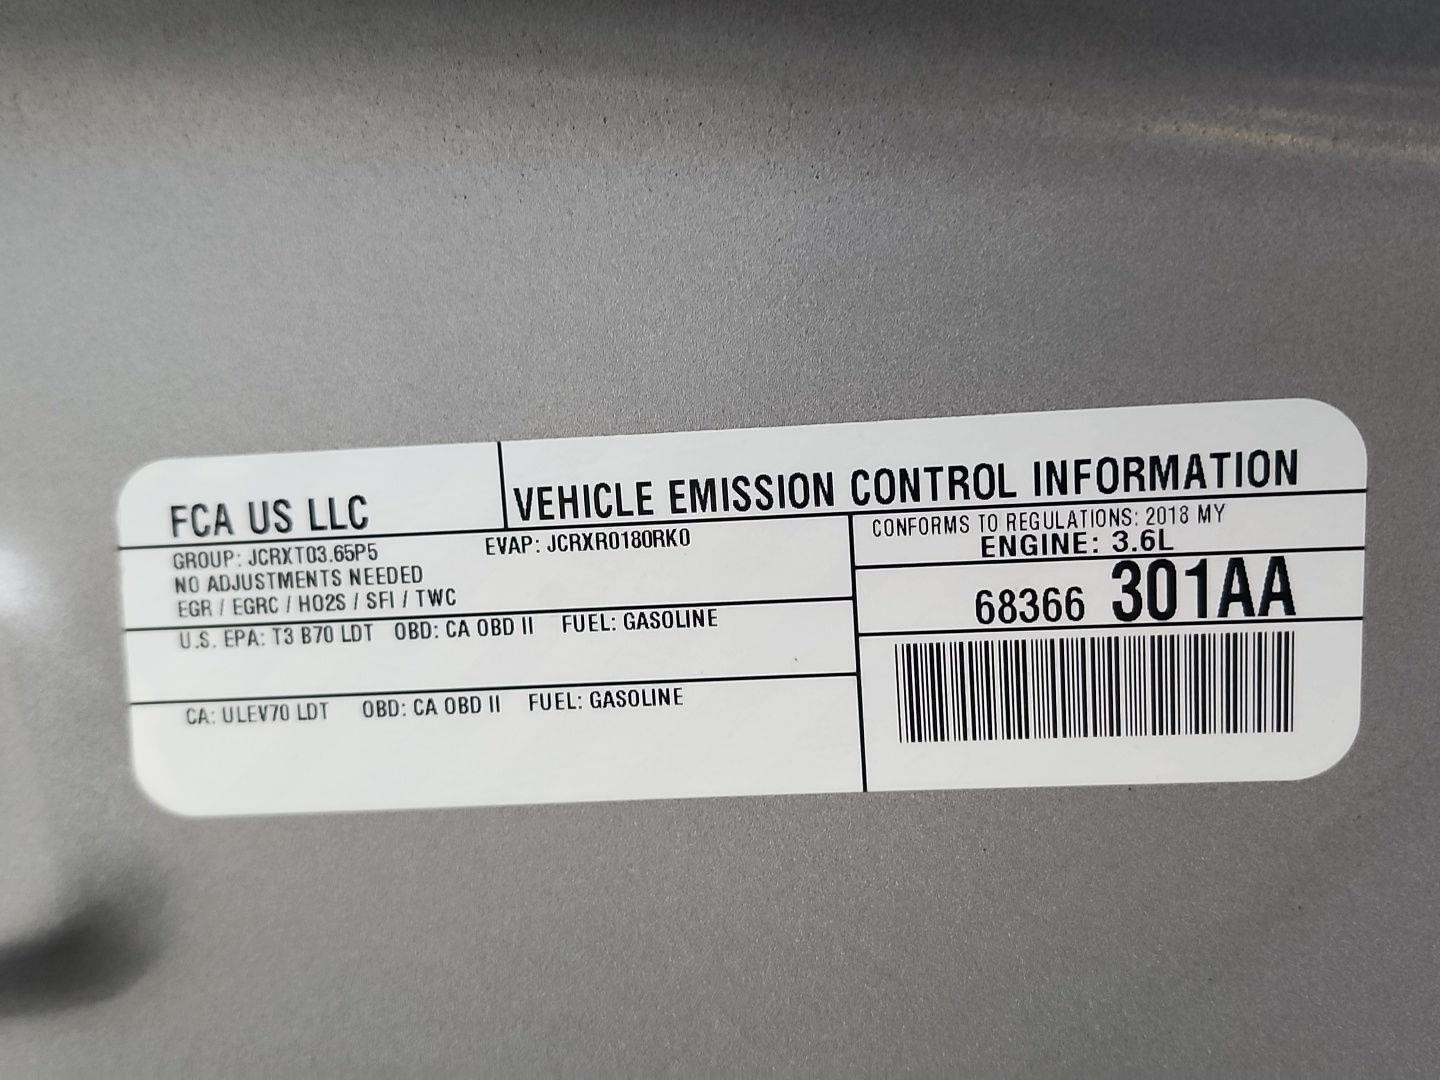 FCA US LLC
VEHICLE EMISSION CONTROL INFORMATION
GROUP: JCRXT03.65P5 EVAP: JCRXR0180RK0
NO ADJUSTMENTS NEEDED
EGR / EGRC / HO2S / SFI / TWC
U.S. EPA: T3 B70 LDT OBD: CA OBD II FUEL: GASOLINE
CA: ULEV70 LDT OBD: CA OBD II FUEL: GASOLINE
CONFORMS TO REGULATIONS: 2018 MY
ENGINE: 3.6L
68366 301AA